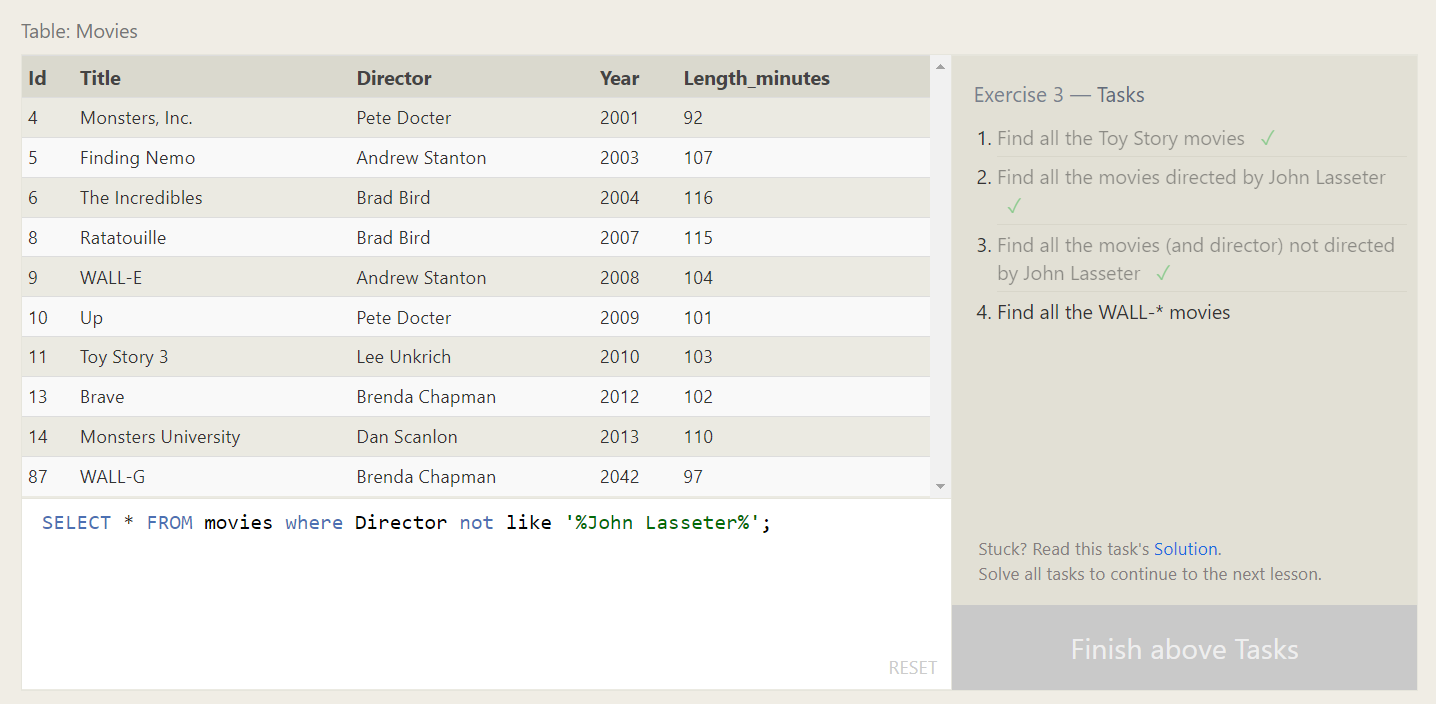 Table: Movies
Id Title Director Year Length_minutes
4 Monsters, Inc. Pete Docter 2001 92
5 Finding Nemo Andrew Stanton 2003 107
6 The Incredibles Brad Bird 2004 116
8 Ratatouille Brad Bird 2007 115
9 WALL-E Andrew Stanton 2008 104
10 Up Pete Docter 2009 101
11 Toy Story 3 Lee Unkrich 2010 103
13 Brave Brenda Chapman 2012 102
14 Monsters University Dan Scanlon 2013 110
87 WALL-G Brenda Chapman 2042 97
SELECT * FROM movies where Director not like '%John Lasseter%';
RESET
Exercise 3 — Tasks
1. Find all the Toy Story movies ✓
2. Find all the movies directed by John Lasseter
✓
3. Find all the movies (and director) not directed
by John Lasseter ✓
4. Find all the WALL-* movies
Stuck? Read this task's Solution.
Solve all tasks to continue to the next lesson.
Finish above Tasks